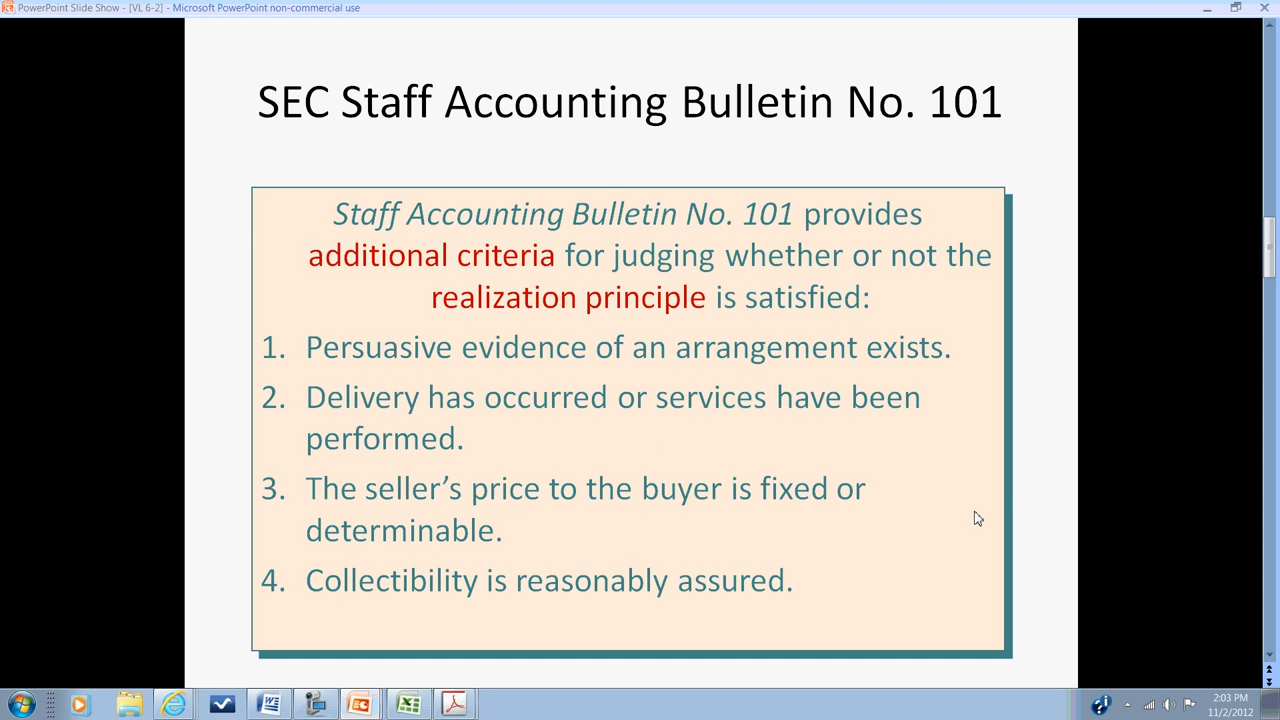 PowerPoint Slide Show - [VL 6-2] - Microsoft PowerPoint non-commercial use
SEC Staff Accounting Bulletin No. 101
Staff Accounting Bulletin No. 101 provides
additional criteria for judging whether or not the
realization principle is satisfied:
1. Persuasive evidence of an arrangement exists.
2. Delivery has occurred or services have been
performed.
3. The seller’s price to the buyer is fixed or
determinable.
4. Collectibility is reasonably assured.
2:03 PM
11/2/2012